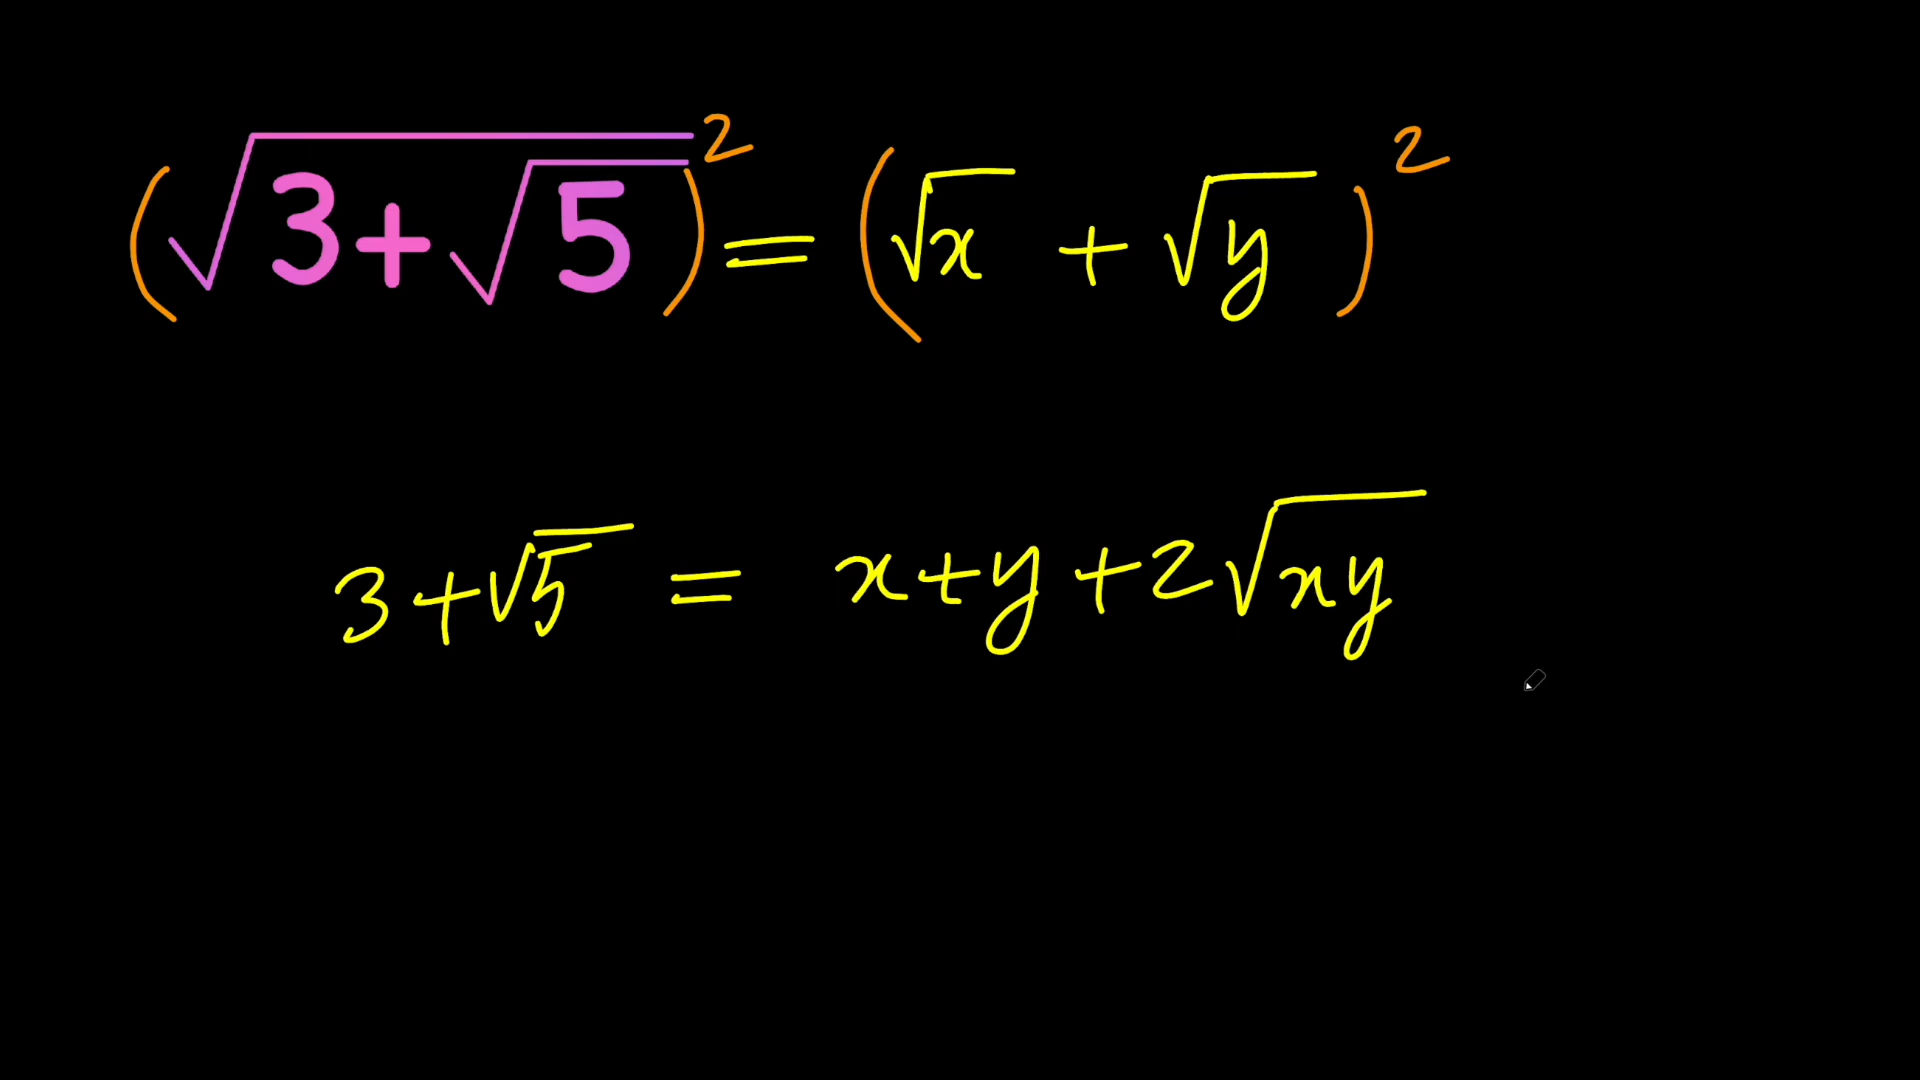 (√(3+√5))² = (√x + √y)²
3+√5 = x+y+2√xy